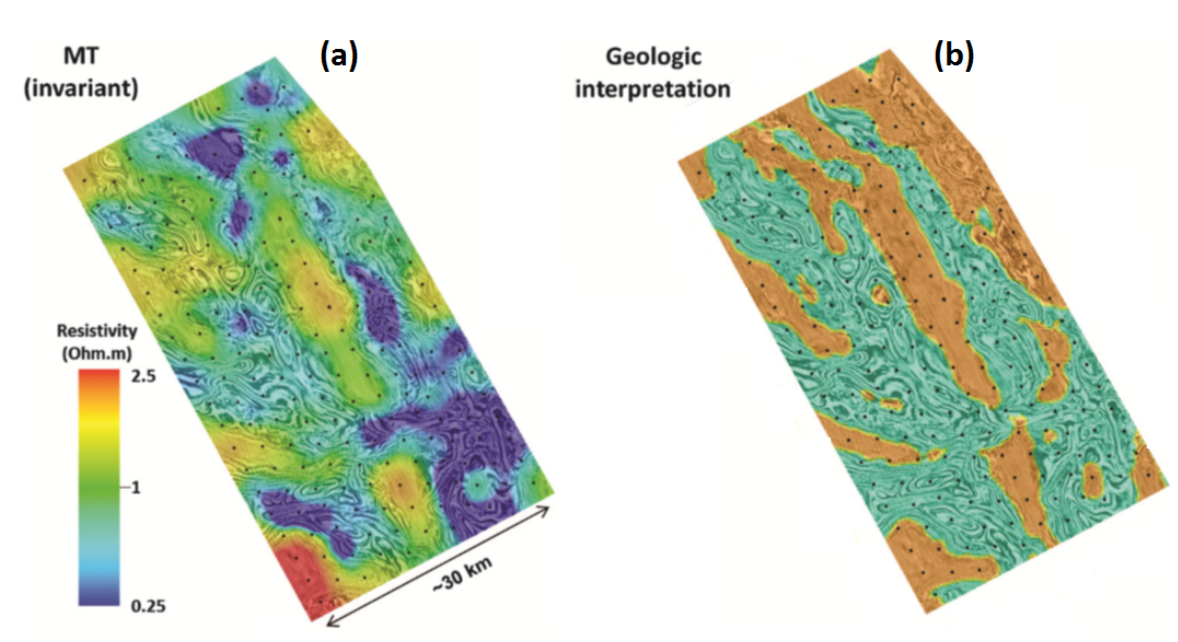 MT
(invariant)
(a)
Geologic
interpretation
(b)
Resistivity
(Ohm.m)
2.5
1
0.25
~30 km